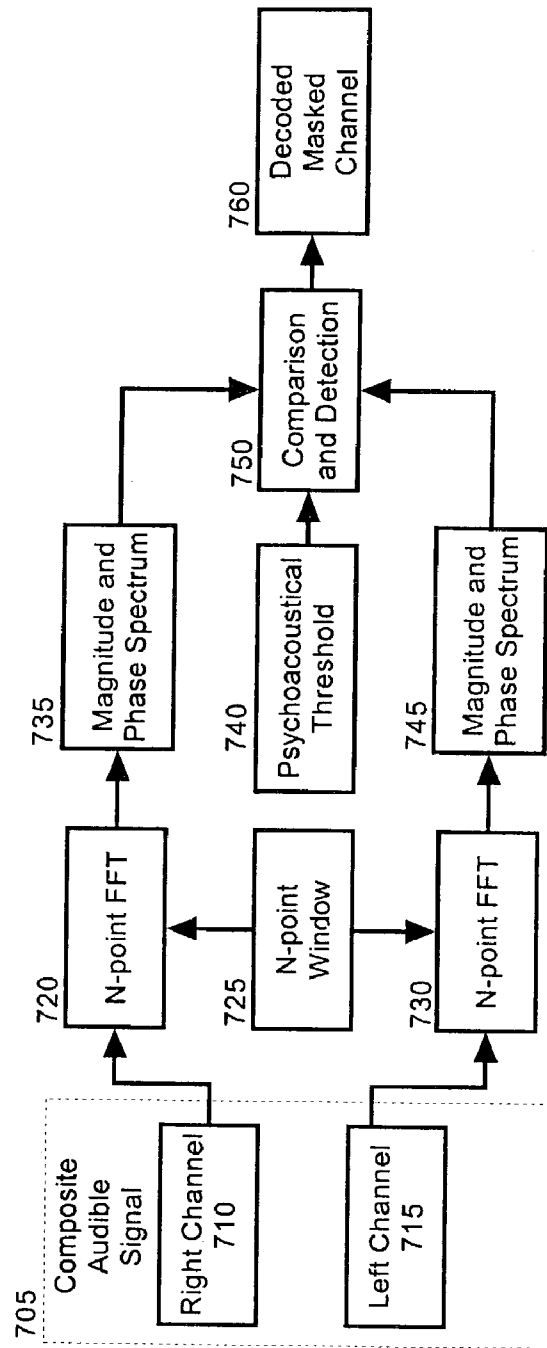 705
Composite
Audible
Signal
Right Channel
710
Left Channel
715
720
N-point FFT
725
N-point
Window
730
N-point FFT
735
Magnitude and
Phase Spectrum
740
Psychoacoustical
Threshold
745
Magnitude and
Phase Spectrum
750
Comparison
and Detection
760
Decoded
Masked
Channel